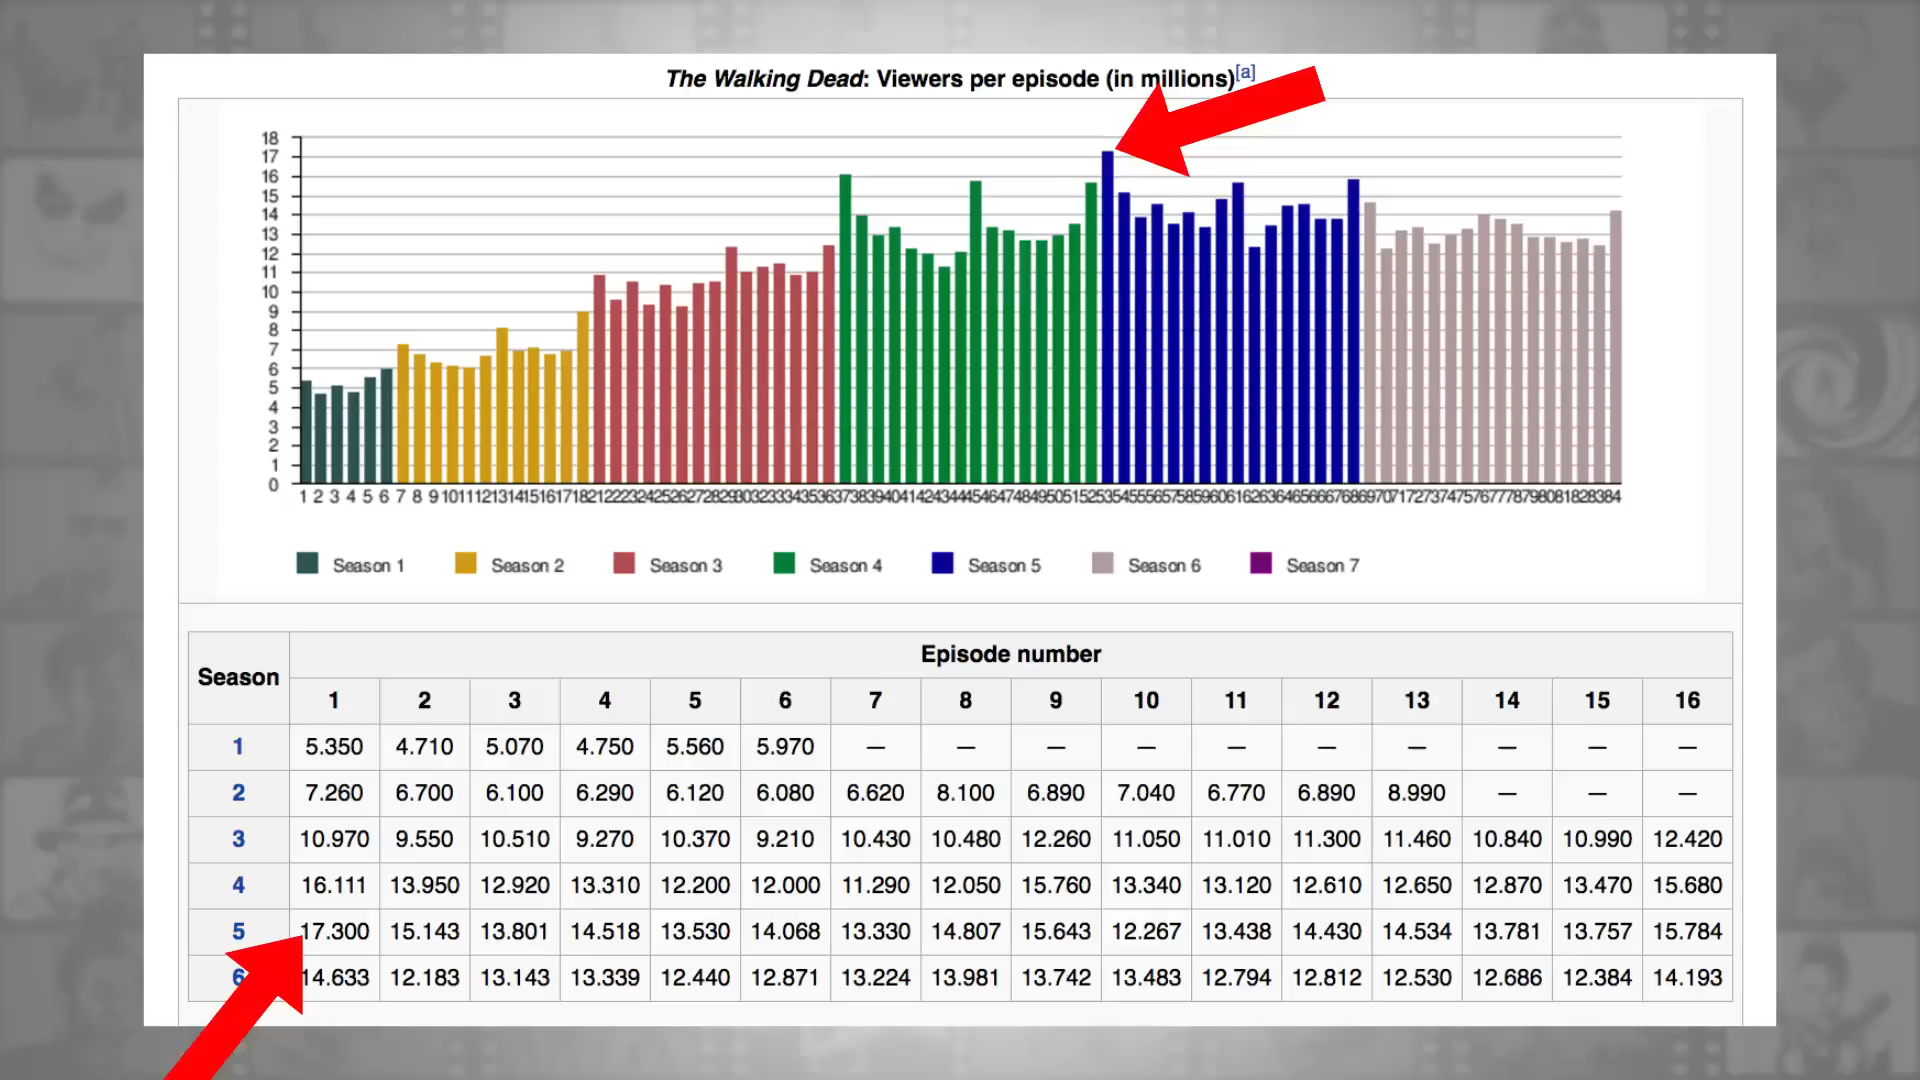 The Walking Dead: Viewers per episode (in millions)[a]
18
17
16
15
14
13
12
11
10
9
8
7
6
5
4
3
2
1
0
Season 1 Season 2 Season 3 Season 4 Season 5 Season 6 Season 7
Season Episode number
1 2 3 4 5 6 7 8 9 10 11 12 13 14 15 16
1 5.350 4.710 5.070 4.750 5.560 5.970 — — — — — — — — — —
2 7.260 6.700 6.100 6.290 6.120 6.080 6.620 8.100 6.890 7.040 6.770 6.890 8.990 — — —
3 10.970 9.550 10.510 9.270 10.370 9.210 10.430 10.480 12.260 11.050 11.010 11.300 11.460 10.840 10.990 12.420
4 16.111 13.950 12.920 13.310 12.200 12.000 11.290 12.050 15.760 13.340 13.120 12.610 12.650 12.870 13.470 15.680
5 17.300 15.143 13.801 14.518 13.530 14.068 13.330 14.807 15.643 12.267 13.438 14.430 14.534 13.781 13.757 15.784
6 14.633 12.183 13.143 13.339 12.440 12.871 13.224 13.981 13.742 13.483 12.794 12.812 12.530 12.686 12.384 14.193